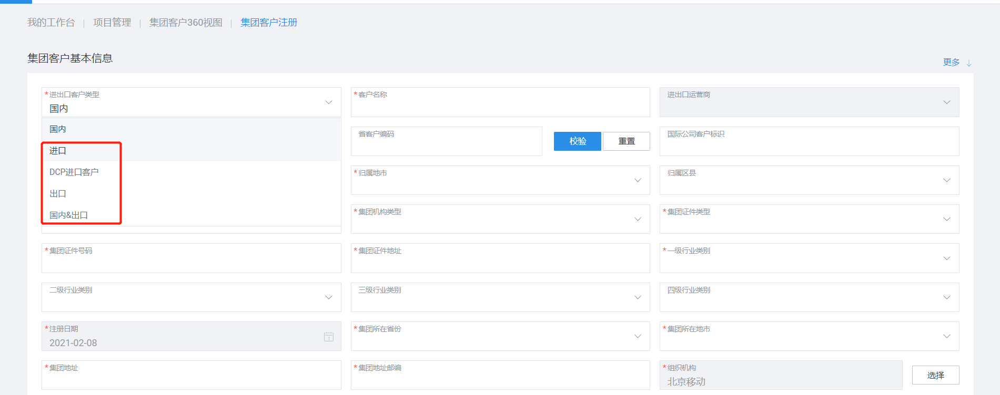 我的工作台 | 项目管理 | 集团客户360视图 | 集团客户注册
集团客户基本信息
更多 ↓
*进出口客户类型
国内
*客户名称
进出口运营商
国内
进口
DCP进口客户
出口
国内&出口
省客户编码
校验
重置
国际公司客户标识
*归属地市
归属区县
*集团机构类型
*集团证件类型
*集团证件号码
*集团证件地址
*一级行业类别
二级行业类别
三级行业类别
四级行业类别
*注册日期
2021-02-08
*集团所在省份
*集团所在地市
*集团地址
*集团地址邮编
*组织机构
北京移动
选择